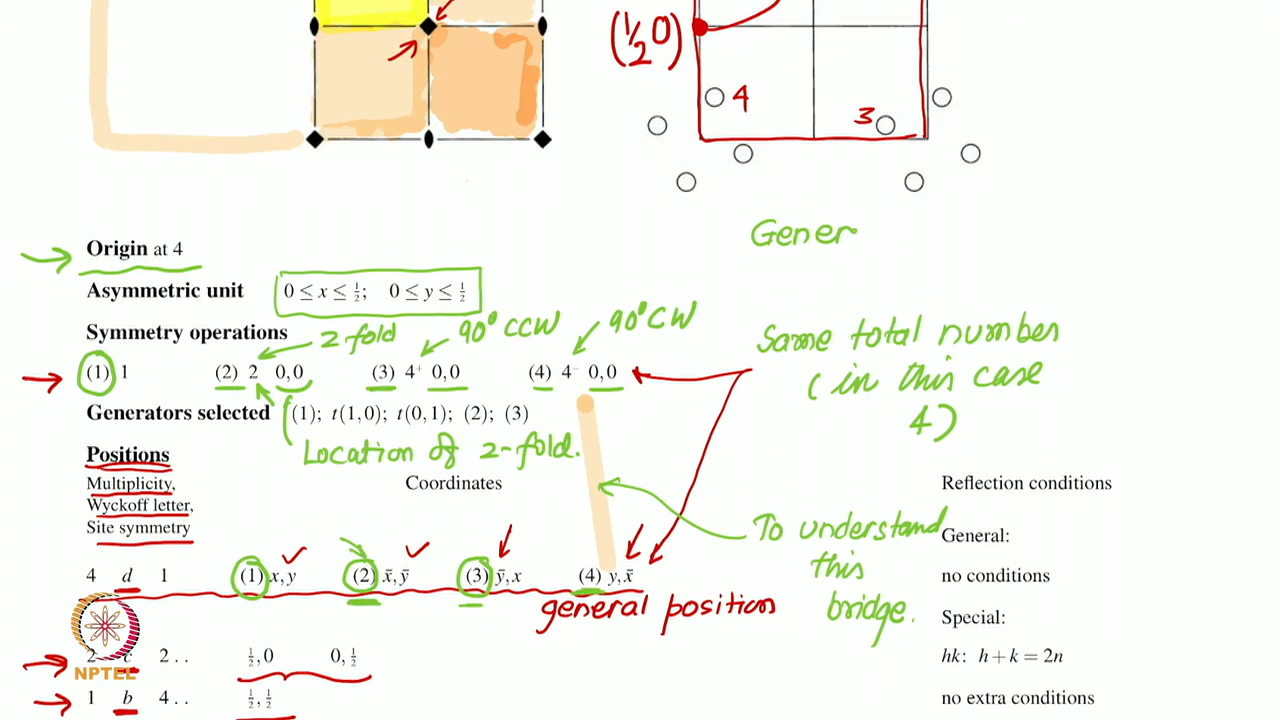 (½0)
4
3
Gener
Origin at 4
Asymmetric unit 0 ≤ x ≤ ½; 0 ≤ y ≤ ½
Symmetry operations
2 fold 90° CCW 90° CW
(1) 1 (2) 2 0,0 (3) 4⁺ 0,0 (4) 4⁻ 0,0
Same total number
(in this case
4)
Generators selected (1); t(1,0); t(0,1); (2); (3)
Location of 2-fold.
Positions
Multiplicity,
Wyckoff letter,
Site symmetry
Coordinates
Reflection conditions
To understand
this
bridge.
General:
4 d 1 (1) x,y (2) x̄,ȳ (3) ȳ,x (4) y,x̄ no conditions
general position
Special:
2 c 2 . . ½,0 0,½ hk: h + k = 2n
NPTEL
1 b 4 . . ½,½ no extra conditions